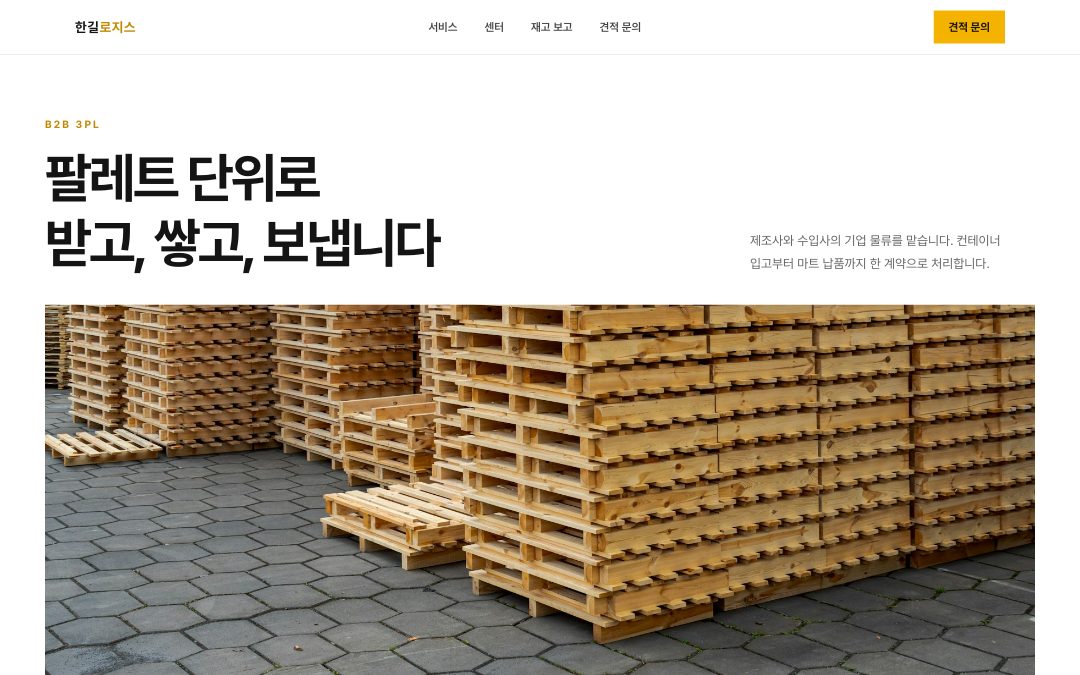 한길로지스
서비스
센터
재고 보고
견적 문의
견적 문의
B2B 3PL
팔레트 단위로
받고, 쌓고, 보냅니다
제조사와 수입사의 기업 물류를 맡습니다. 컨테이너
입고부터 마트 납품까지 한 계약으로 처리합니다.